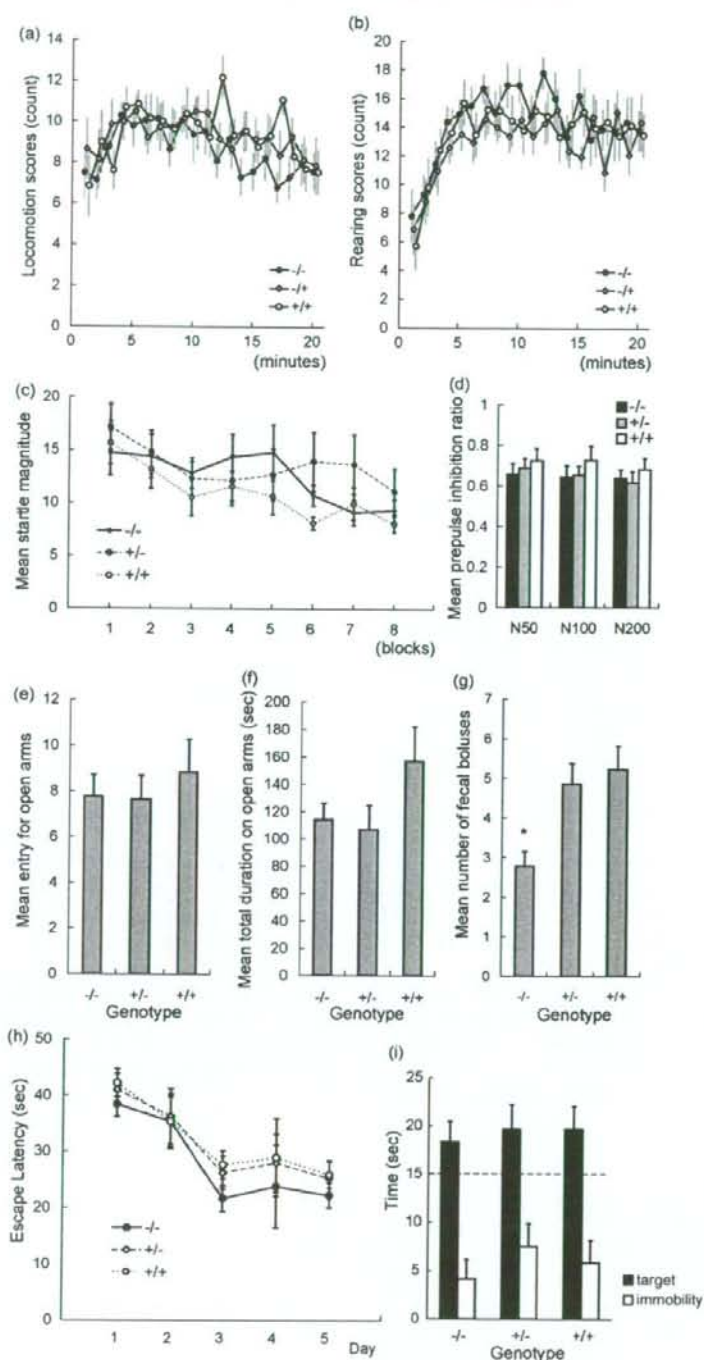 (a)
Locomotion scores (count)
14
12
10
8
6
4
2
0
-/-
-/+
+/+
0 5 10 15 20
(minutes)
(b)
Rearing scores (count)
20
18
16
14
12
10
8
6
4
2
0
-/-
-/+
+/+
0 5 10 15 20
(minutes)
(c)
Mean startle magnitude
20
15
10
5
0
-/-
+/-
+/+
1 2 3 4 5 6 7 8
(blocks)
(d)
Mean prepulse inhibition ratio
1
0.8
0.6
0.4
0.2
0
-/-
+/-
+/+
N50 N100 N200
(e)
Mean entry for open arms
12
10
8
6
4
2
0
-/- +/- +/+
Genotype
(f)
Mean total duration on open arms (sec)
200
180
160
140
120
100
80
60
40
20
0
-/- +/- +/+
Genotype
(g)
Mean number of fecal boluses
7
6
5
4
3
2
1
0
*
-/- +/- +/+
Genotype
(h)
Escape Latency (sec)
50
40
30
20
10
0
-/-
+/-
+/+
1 2 3 4 5 Day
(i)
Time (sec)
25
20
15
10
5
0
-/- +/- +/+
Genotype
target
immobility